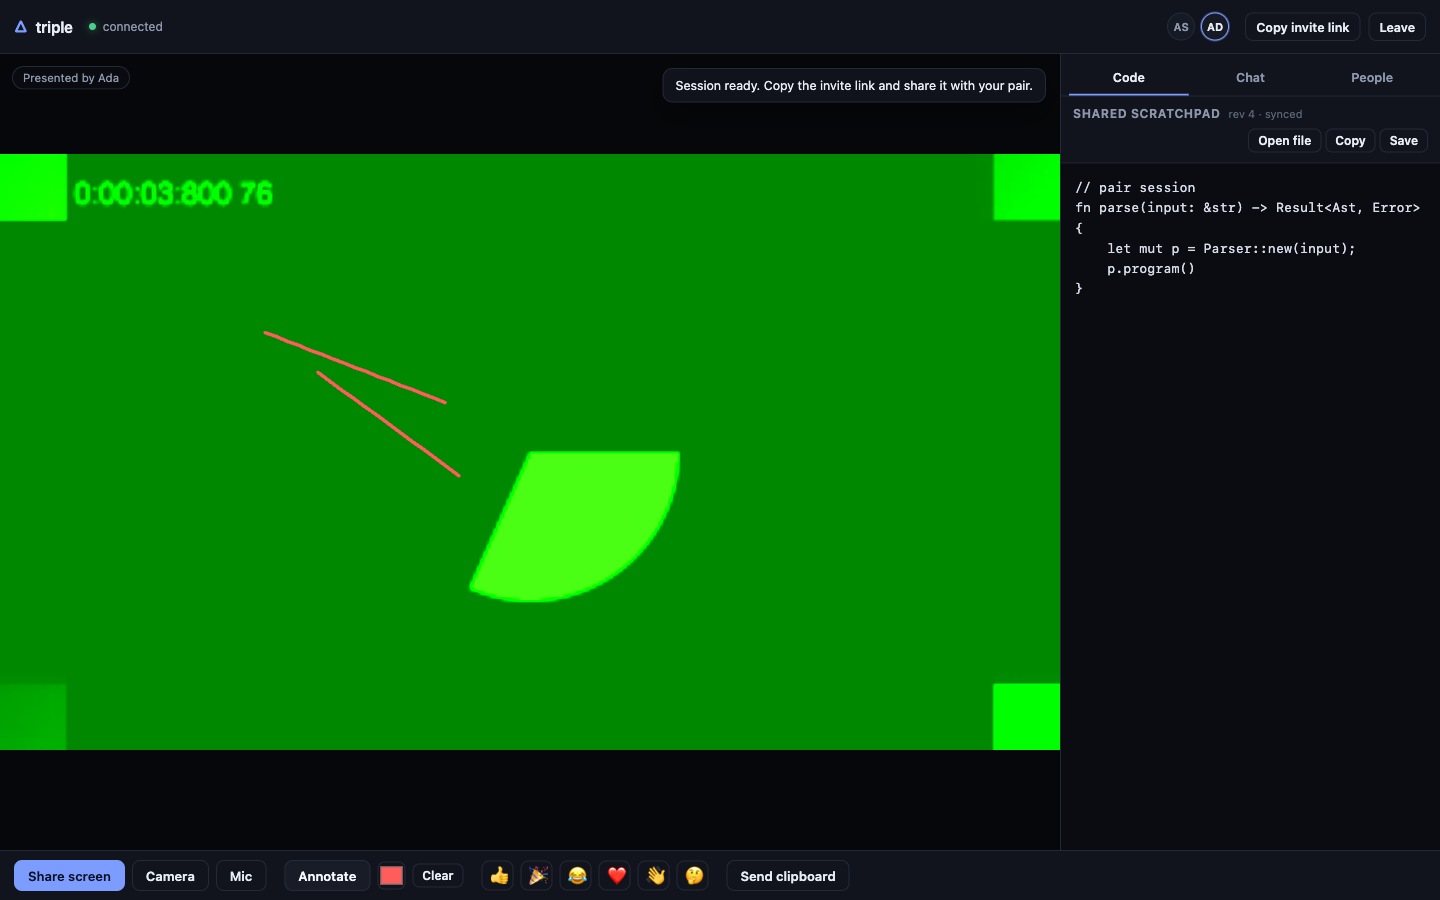 triple
connected
AS
AD
Copy invite link
Leave
Presented by Ada
Session ready. Copy the invite link and share it with your pair.
0:00:03:800 76
Code
Chat
People
SHARED SCRATCHPAD
rev 4 · synced
Open file
Copy
Save
// pair session
fn parse(input: &str) -> Result<Ast, Error>
{
    let mut p = Parser::new(input);
    p.program()
}
Share screen
Camera
Mic
Annotate
Clear
Send clipboard